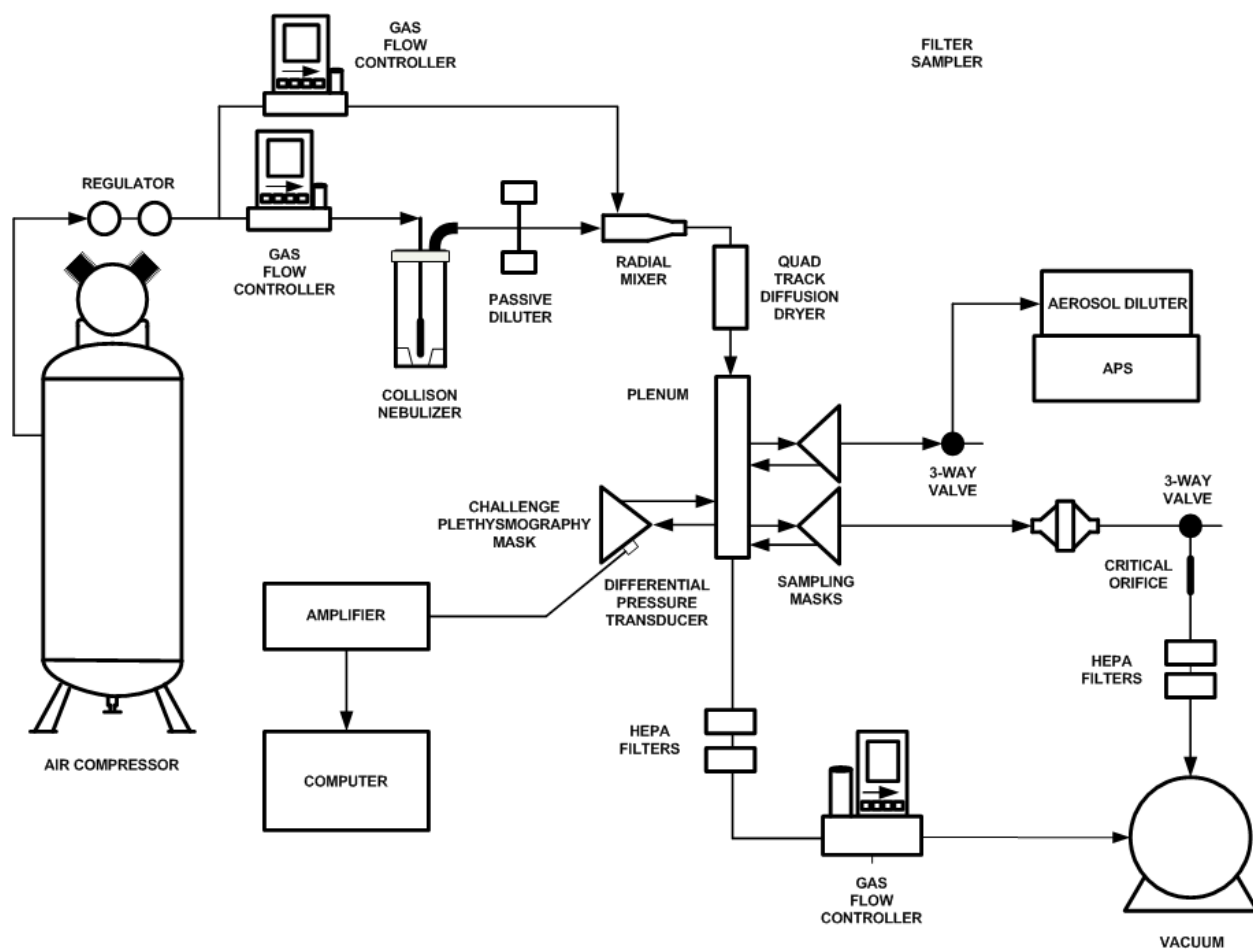 GAS
FLOW
CONTROLLER
FILTER
SAMPLER
REGULATOR
GAS
FLOW
CONTROLLER
PASSIVE
DILUTER
RADIAL
MIXER
QUAD
TRACK
DIFFUSION
DRYER
AEROSOL DILUTER
APS
COLLISON
NEBULIZER
PLENUM
3-WAY
VALVE
3-WAY
VALVE
CHALLENGE
PLETHYSMOGRAPHY
MASK
CRITICAL
ORIFICE
DIFFERENTIAL
PRESSURE
TRANSDUCER
SAMPLING
MASKS
AMPLIFIER
HEPA
FILTERS
HEPA
FILTERS
AIR COMPRESSOR
COMPUTER
GAS
FLOW
CONTROLLER
VACUUM